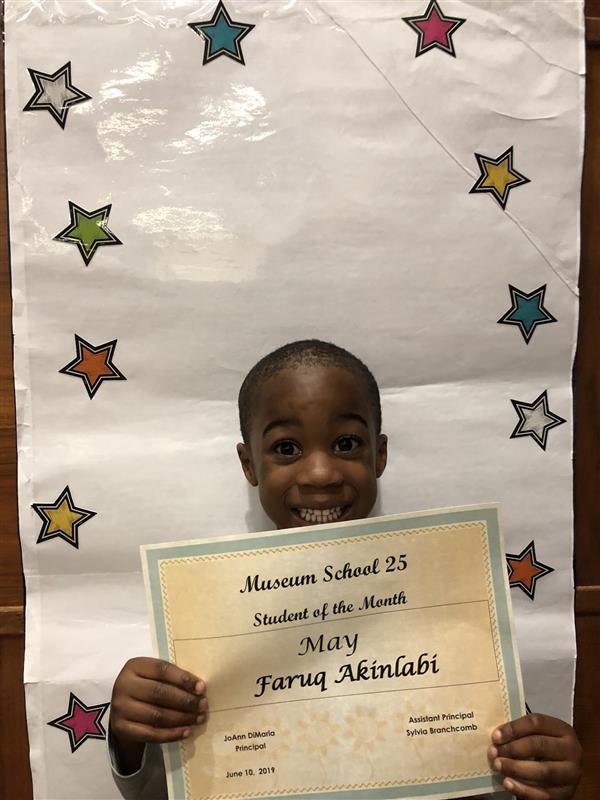 Museum School 25
Student of the Month
May
Faruq Akinlabi
JoAnn DiMaria
Principal
Assistant Principal
Sylvia Branchcomb
June 10, 2019